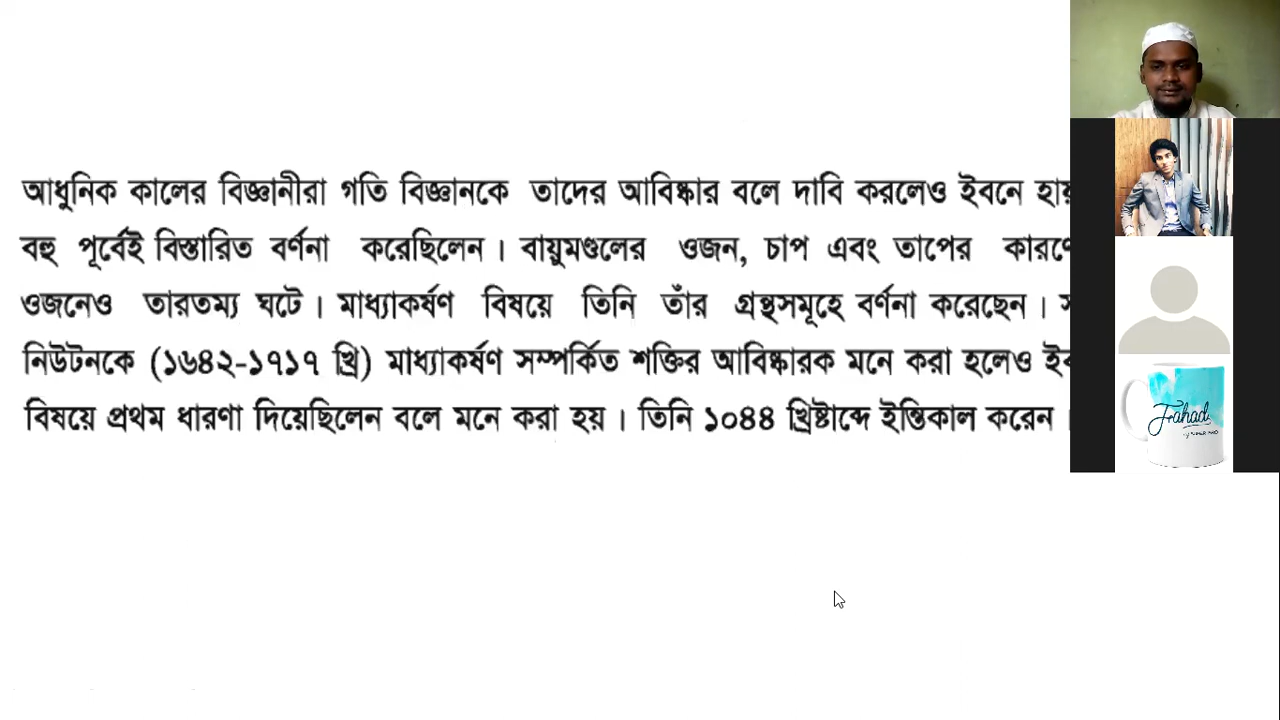 আধুনিক কালের বিজ্ঞানীরা গতি বিজ্ঞানকে তাদের আবিষ্কার বলে দাবি করলেও ইবনে
বহু পূর্বেই বিস্তারিত বর্ণনা করেছিলেন। বায়ুমণ্ডলের ওজন, চাপ এবং তাপের
ওজনেও তারতম্য ঘটে। মাধ্যাকর্ষণ বিষয়ে তিনি তাঁর গ্রন্থসমূহে বর্ণনা করেছেন।
নিউটনকে (১৬৪২-১৭১৭ খ্রি) মাধ্যাকর্ষণ সম্পর্কিত শক্তির আবিষ্কারক মনে করা হলেও
বিষয়ে প্রথম ধারণা দিয়েছিলেন বলে মনে করা হয়। তিনি ১০৪৪ খ্রিষ্টাব্দে ইন্তিকাল করেন।
Fahad